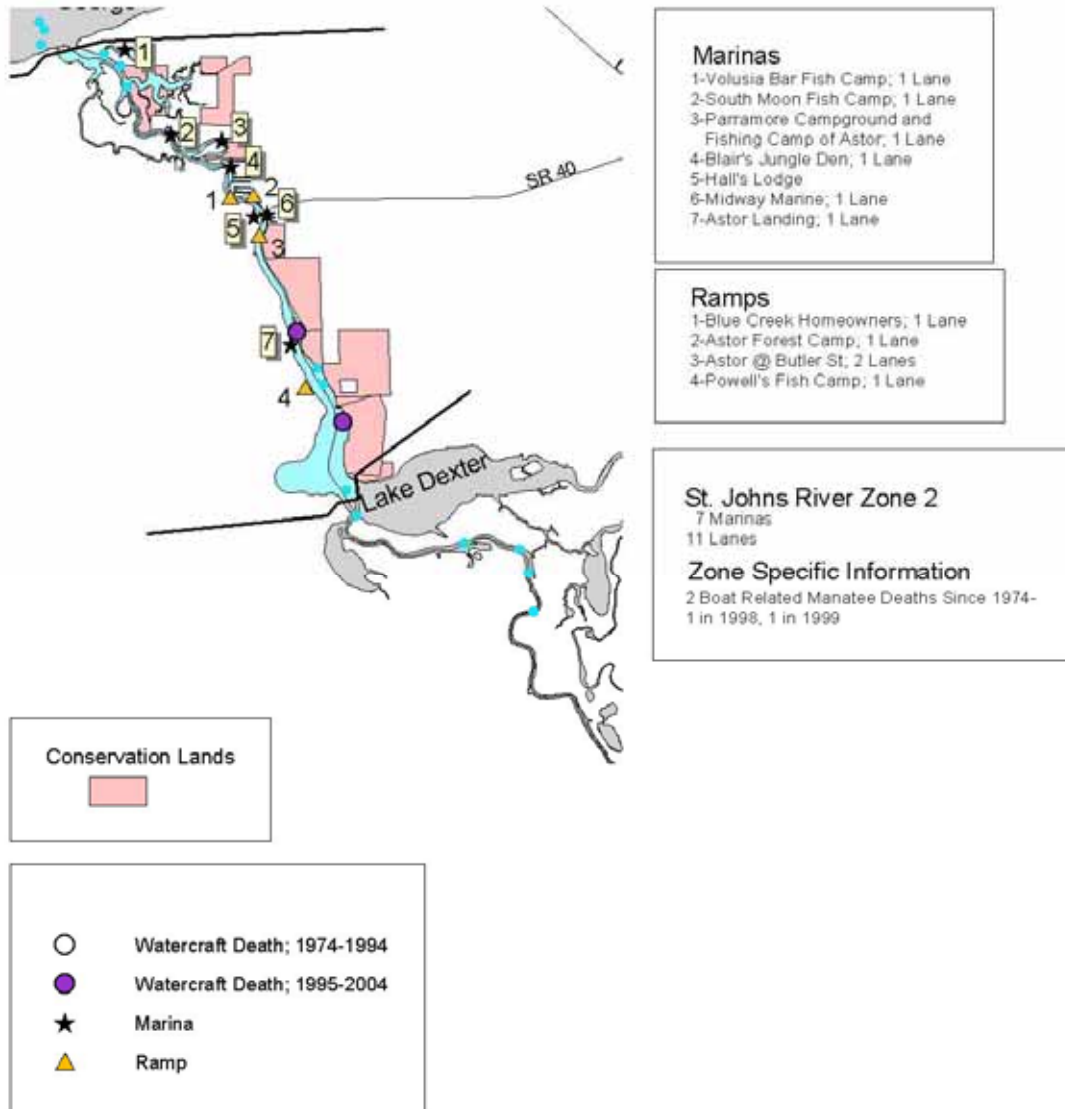 George
1
2
3
4
1
2
SR 40
6
5
3
7
4
Lake Dexter
Marinas
1-Volusia Bar Fish Camp; 1 Lane
2-South Moon Fish Camp; 1 Lane
3-Parramore Campground and
Fishing Camp of Astor; 1 Lane
4-Blair's Jungle Den; 1 Lane
5-Hall's Lodge
6-Midway Marine; 1 Lane
7-Astor Landing; 1 Lane
Ramps
1-Blue Creek Homeowners; 1 Lane
2-Astor Forest Camp; 1 Lane
3-Astor @ Butler St; 2 Lanes
4-Powell's Fish Camp; 1 Lane
St. Johns River Zone 2
7 Marinas
11 Lanes
Zone Specific Information
2 Boat Related Manatee Deaths Since 1974-
1 in 1998, 1 in 1999
Conservation Lands
Watercraft Death; 1974-1994
Watercraft Death; 1995-2004
Marina
Ramp